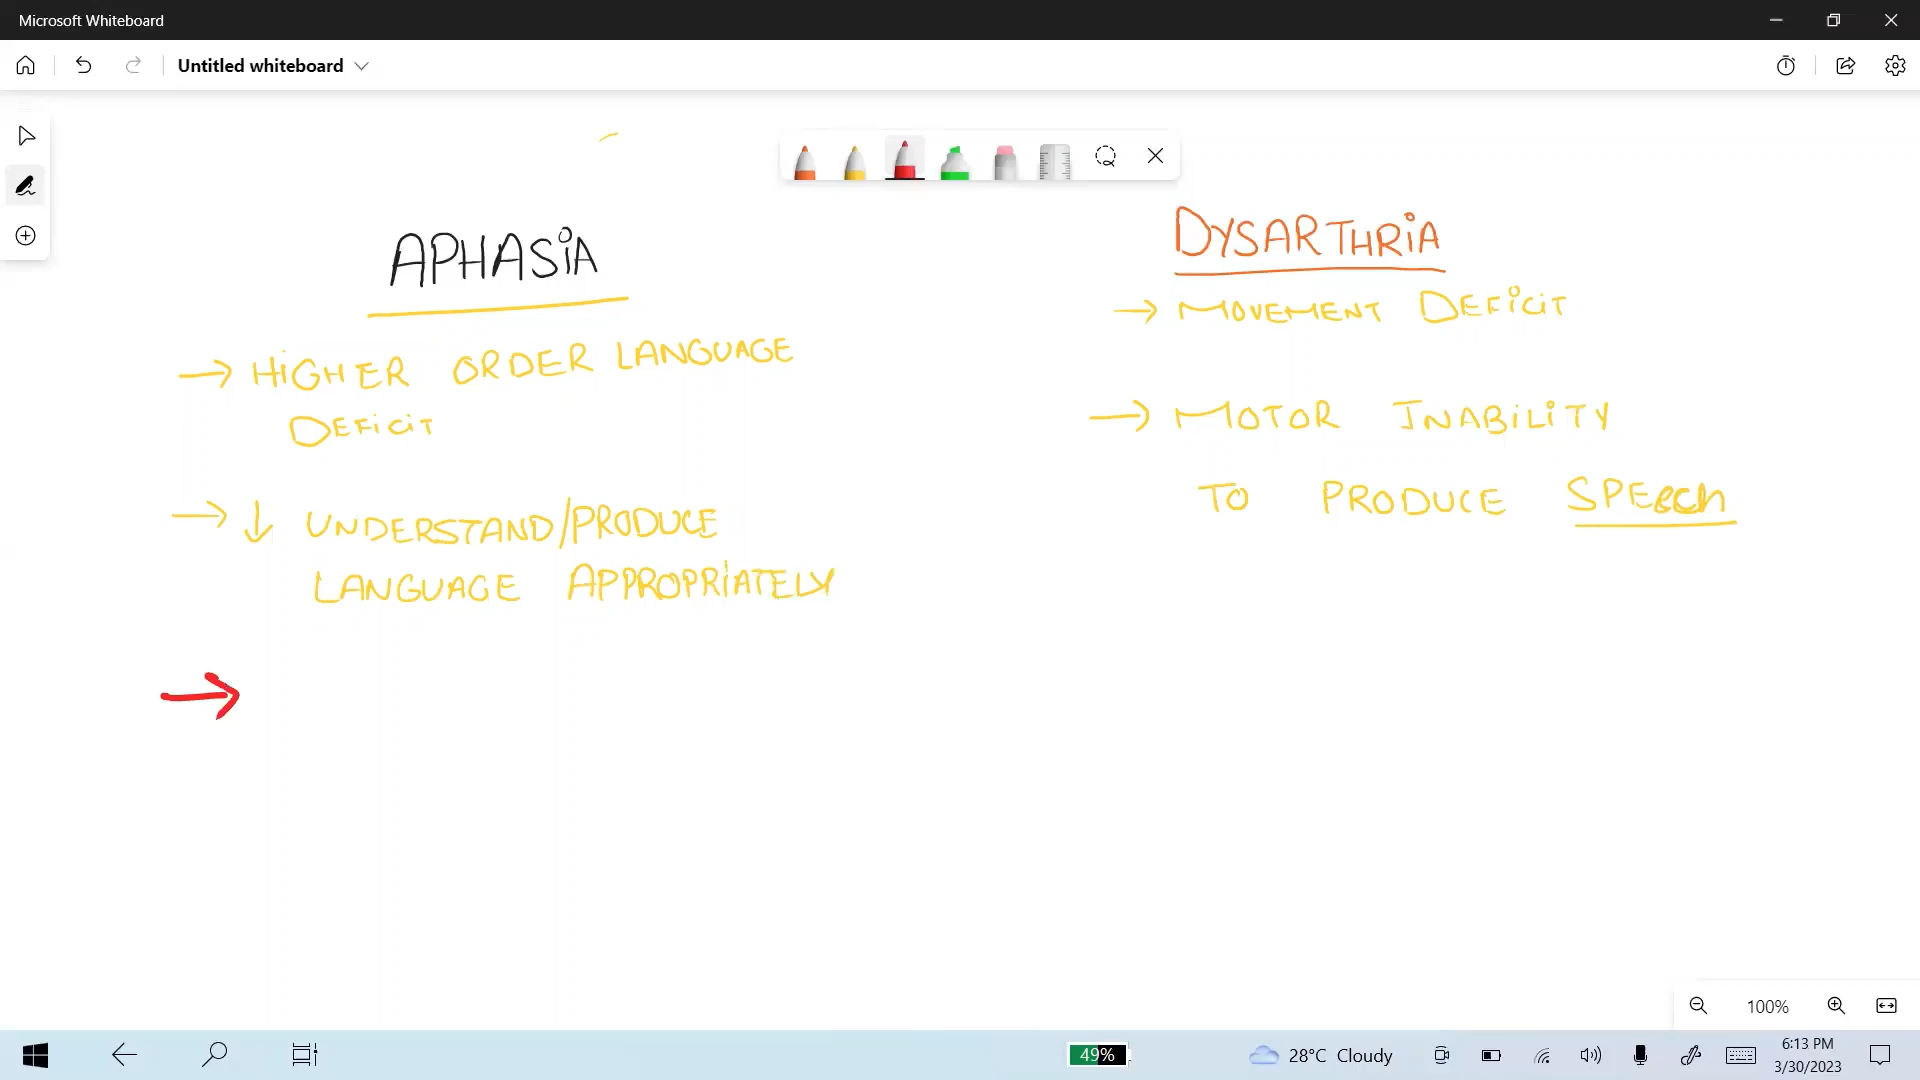 Microsoft Whiteboard
Untitled whiteboard
APHASIA
→ HIGHER ORDER LANGUAGE
DEFICIT
→ ↓ UNDERSTAND/PRODUCE
LANGUAGE APPROPRIATELY
→
DYSARTHRIA
→ MOVEMENT DEFICIT
→ MOTOR INABILITY
TO PRODUCE SPEECH
100%
49%
28°C Cloudy
6:13 PM
3/30/2023